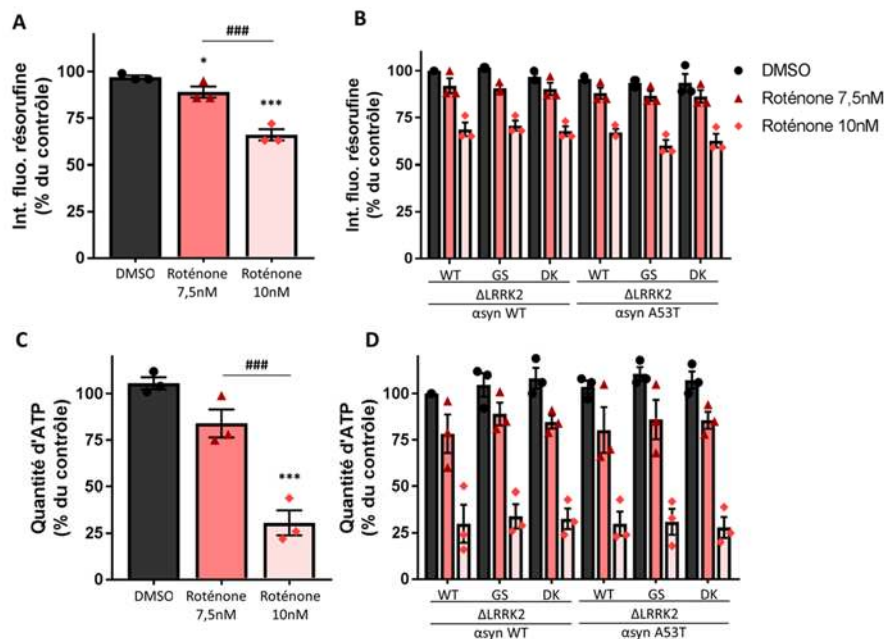 A
Int. fluo. résorufine
(% du contrôle)
100
75
50
25
0
*
###
***
DMSO
Roténone
7,5nM
Roténone
10nM
B
Int. fluo. résorufine
(% du contrôle)
100
75
50
25
0
WT GS DK WT GS DK
ΔLRRK2 ΔLRRK2
αsyn WT αsyn A53T
DMSO
Roténone 7,5nM
Roténone 10nM
C
Quantité d'ATP
(% du contrôle)
100
75
50
25
0
###
***
DMSO
Roténone
7,5nM
Roténone
10nM
D
Quantité d'ATP
(% du contrôle)
100
75
50
25
0
WT GS DK WT GS DK
ΔLRRK2 ΔLRRK2
αsyn WT αsyn A53T